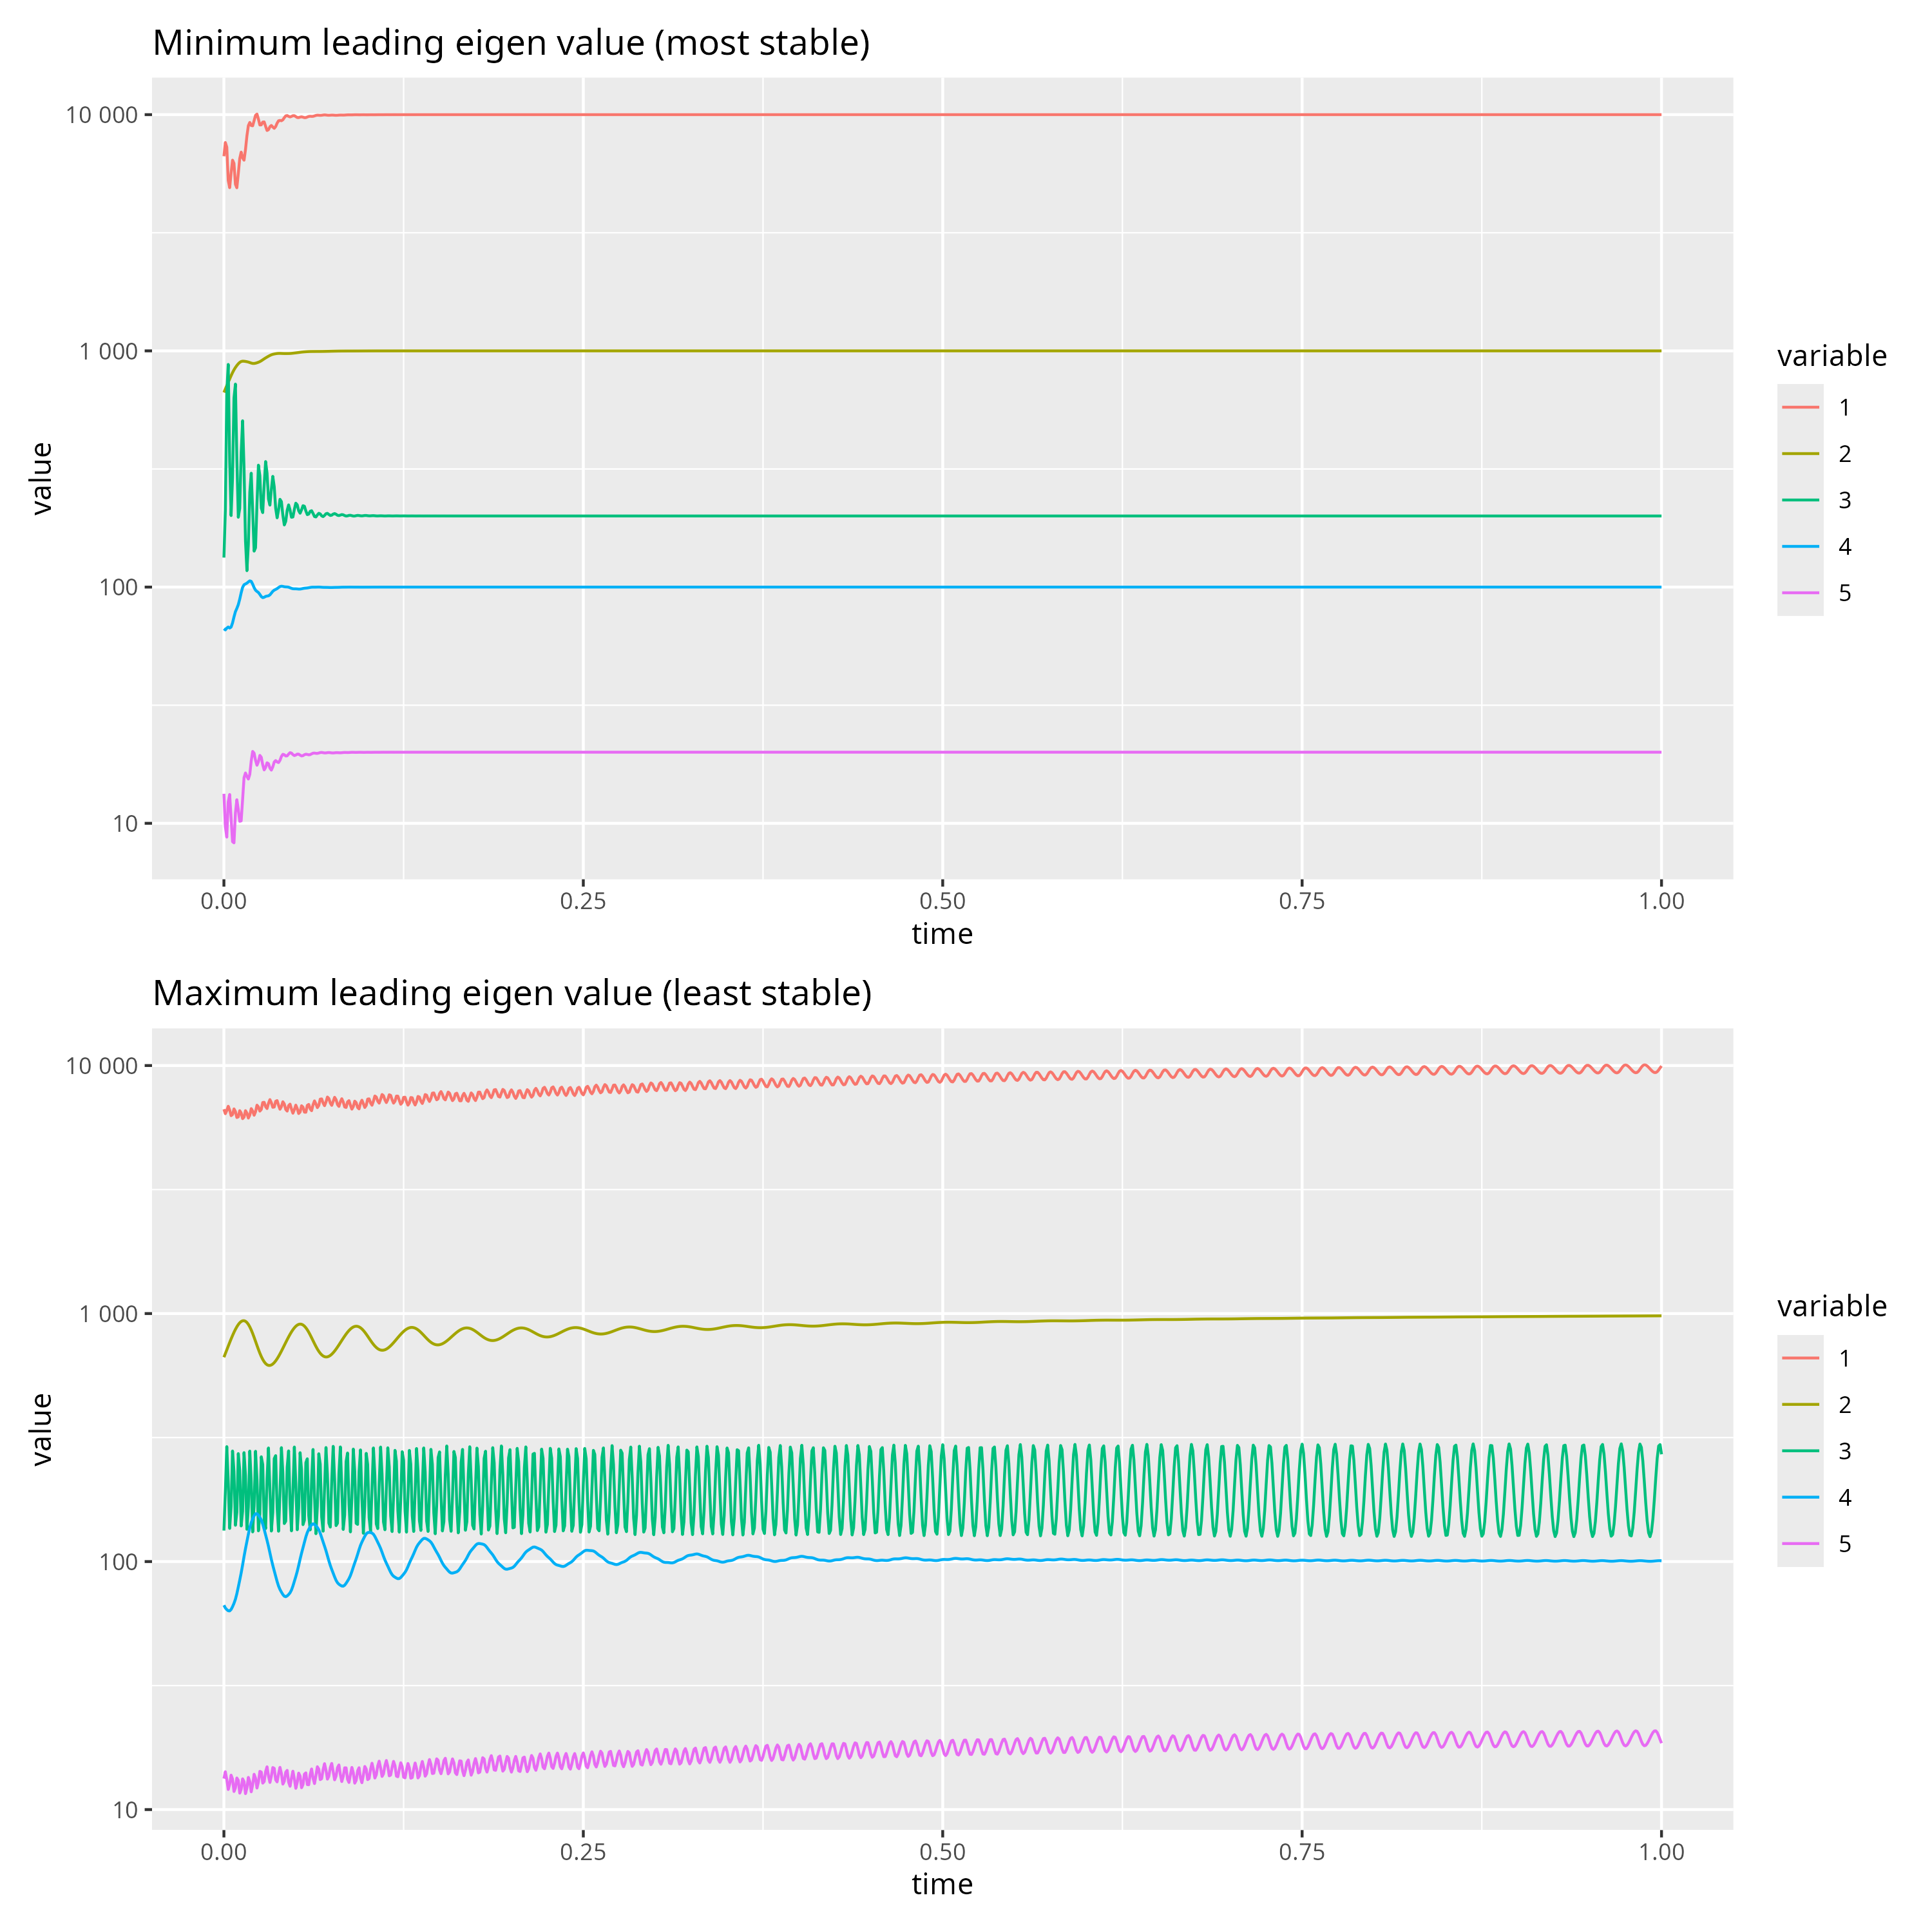 Minimum leading eigen value (most stable)
10 000
1 000
100
10
value
0.00 0.25 0.50 0.75 1.00
time
variable
1
2
3
4
5
Maximum leading eigen value (least stable)
10 000
1 000
100
10
value
0.00 0.25 0.50 0.75 1.00
time
variable
1
2
3
4
5